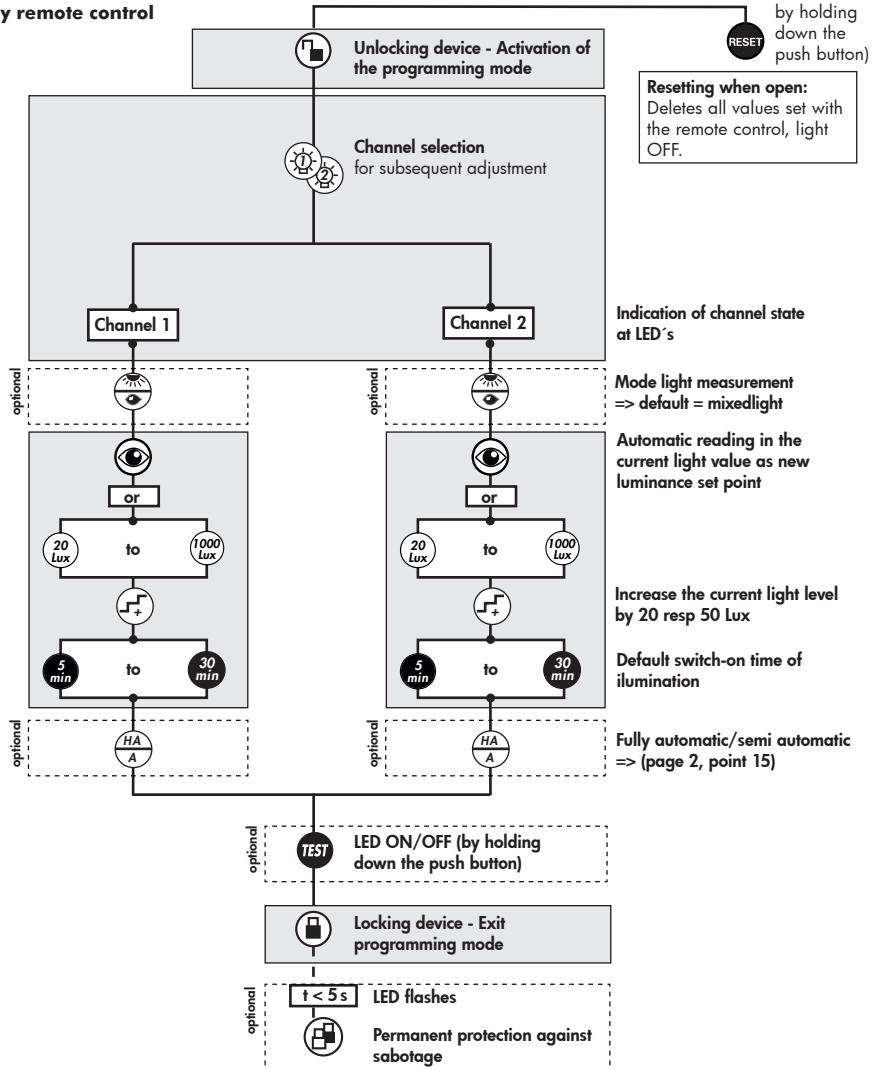 y remote control
by holding
down the
push button)
RESET
Unlocking device - Activation of
the programming mode
Resetting when open:
Deletes all values set with
the remote control, light
OFF.
1
2
Channel selection
for subsequent adjustment
Channel 1
Channel 2
Indication of channel state
at LED´s
optional
optional
Mode light measurement
=> default = mixedlight
Automatic reading in the
current light value as new
luminance set point
or
or
20
Lux
to
1000
Lux
20
Lux
to
1000
Lux
+
+
Increase the current light level
by 20 resp 50 Lux
5
min
to
30
min
5
min
to
30
min
Default switch-on time of
ilumination
optional
HA
A
optional
HA
A
Fully automatic/semi automatic
=> (page 2, point 15)
optional
TEST
LED ON/OFF (by holding
down the push button)
Locking device - Exit
programming mode
optional
t < 5 s
LED flashes
Permanent protection against
sabotage